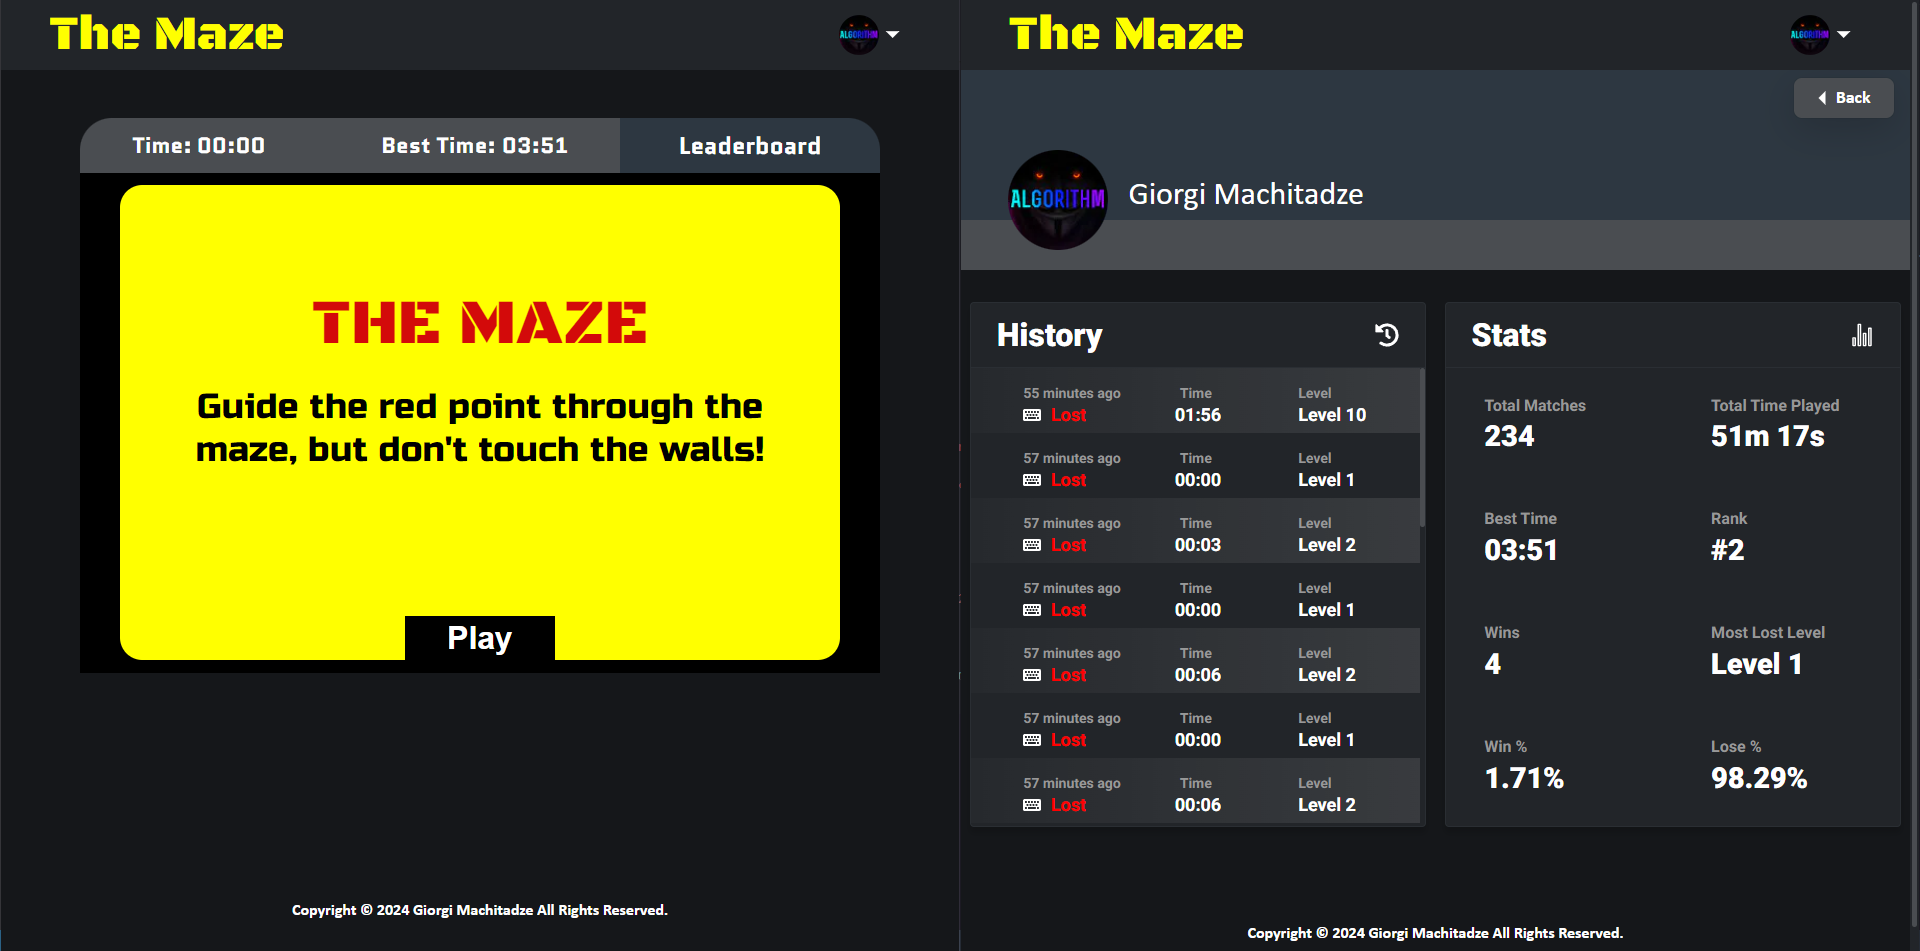 The Maze
ALGORITHM
Time: 00:00
Best Time: 03:51
Leaderboard
THE MAZE
Guide the red point through the
maze, but don't touch the walls!
Play
Copyright © 2024 Giorgi Machitadze All Rights Reserved.
The Maze
ALGORITHM
Back
ALGORITHM
Giorgi Machitadze
History
55 minutes ago Time Level
Lost 01:56 Level 10
57 minutes ago Time Level
Lost 00:00 Level 1
57 minutes ago Time Level
Lost 00:03 Level 2
57 minutes ago Time Level
Lost 00:00 Level 1
57 minutes ago Time Level
Lost 00:06 Level 2
57 minutes ago Time Level
Lost 00:00 Level 1
57 minutes ago Time Level
Lost 00:06 Level 2
Stats
Total Matches Total Time Played
234 51m 17s
Best Time Rank
03:51 #2
Wins Most Lost Level
4 Level 1
Win % Lose %
1.71% 98.29%
Copyright © 2024 Giorgi Machitadze All Rights Reserved.